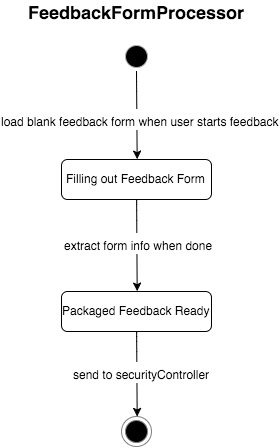 FeedbackFormProcessor
load blank feedback form when user starts feedback
Filling out Feedback Form
extract form info when done
Packaged Feedback Ready
send to securityController